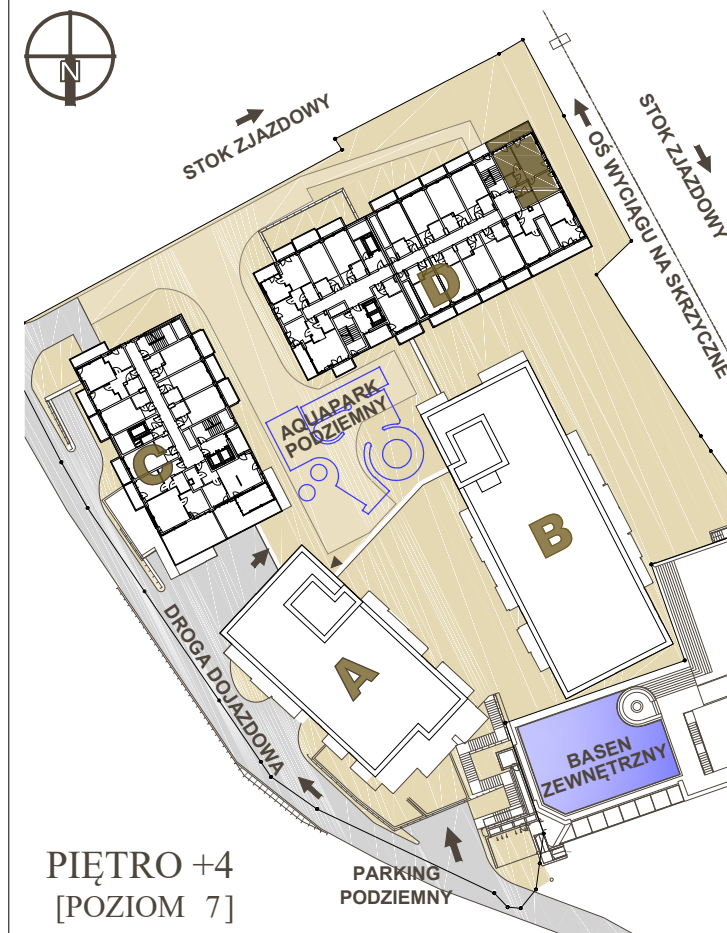 N
STOK ZJAZDOWY
STOK ZJAZDOWY
OŚ WYCIĄGU NA SKRZYCZNE
D
AQUAPARK
PODZIEMNY
C
B
A
DROGA DOJAZDOWA
BASEN
ZEWNĘTRZNY
PARKING
PODZIEMNY
PIĘTRO +4
[POZIOM 7]